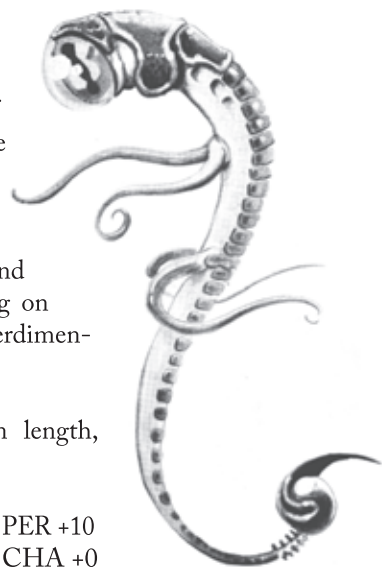 nd
g on
erdimen-
length,
PER +10
CHA +0